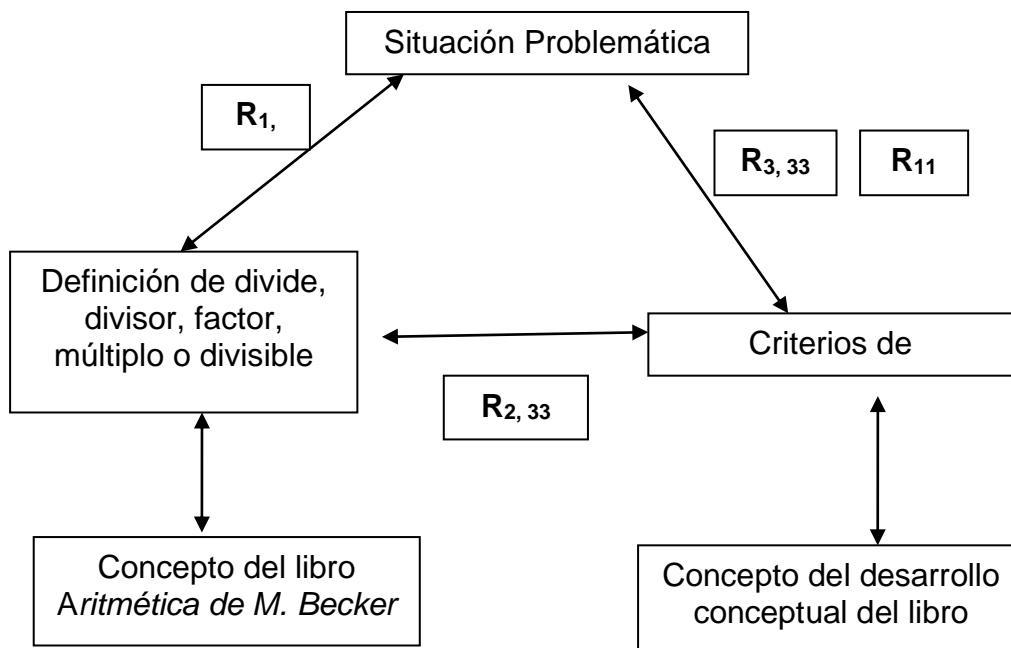 Situación Problemática
R1,
R3, 33
R11
Definición de divide,
divisor, factor,
múltiplo o divisible
Criterios de
R2, 33
Concepto del libro
Aritmética de M. Becker
Concepto del desarrollo
conceptual del libro